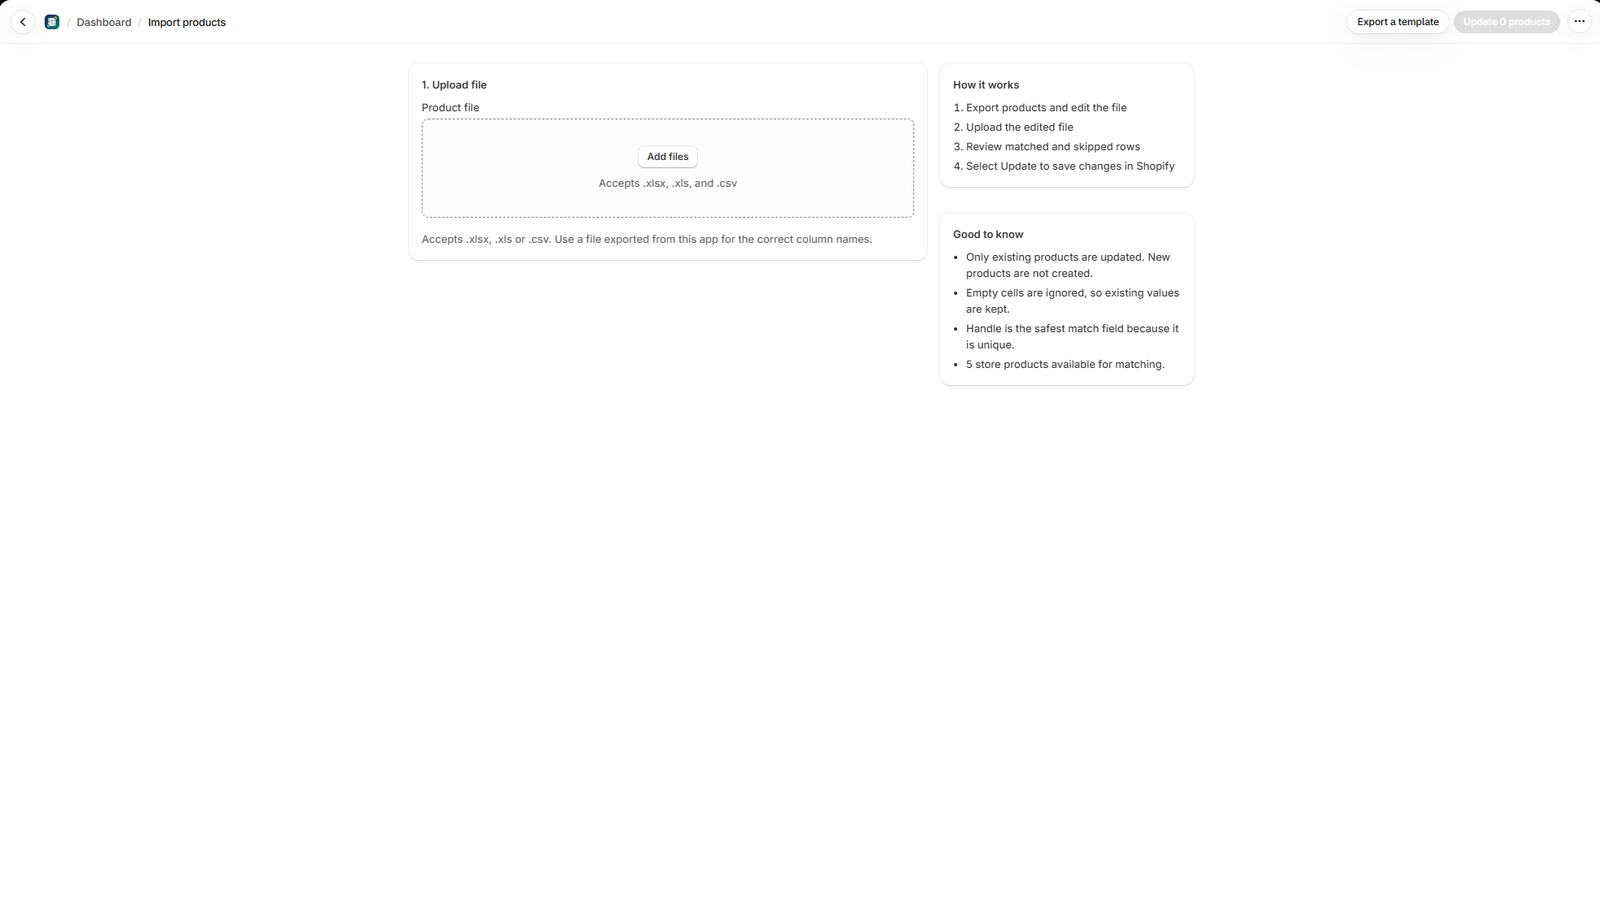 / Dashboard / Import products
Export a template
Update 0 products
1. Upload file
Product file
Add files
Accepts .xlsx, .xls, and .csv
Accepts .xlsx, .xls or .csv. Use a file exported from this app for the correct column names.
How it works
1. Export products and edit the file
2. Upload the edited file
3. Review matched and skipped rows
4. Select Update to save changes in Shopify
Good to know
• Only existing products are updated. New
products are not created.
• Empty cells are ignored, so existing values
are kept.
• Handle is the safest match field because it
is unique.
• 5 store products available for matching.